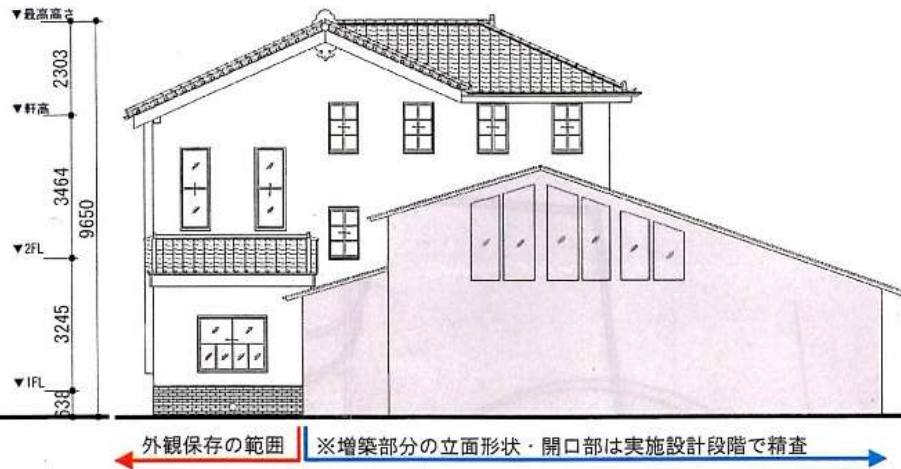 ▼最高高さ
2303
▼軒高
3464
9650
▼2FL
3245
▼1FL
638
外観保存の範囲
※増築部分の立面形状・開口部は実施設計段階で精査